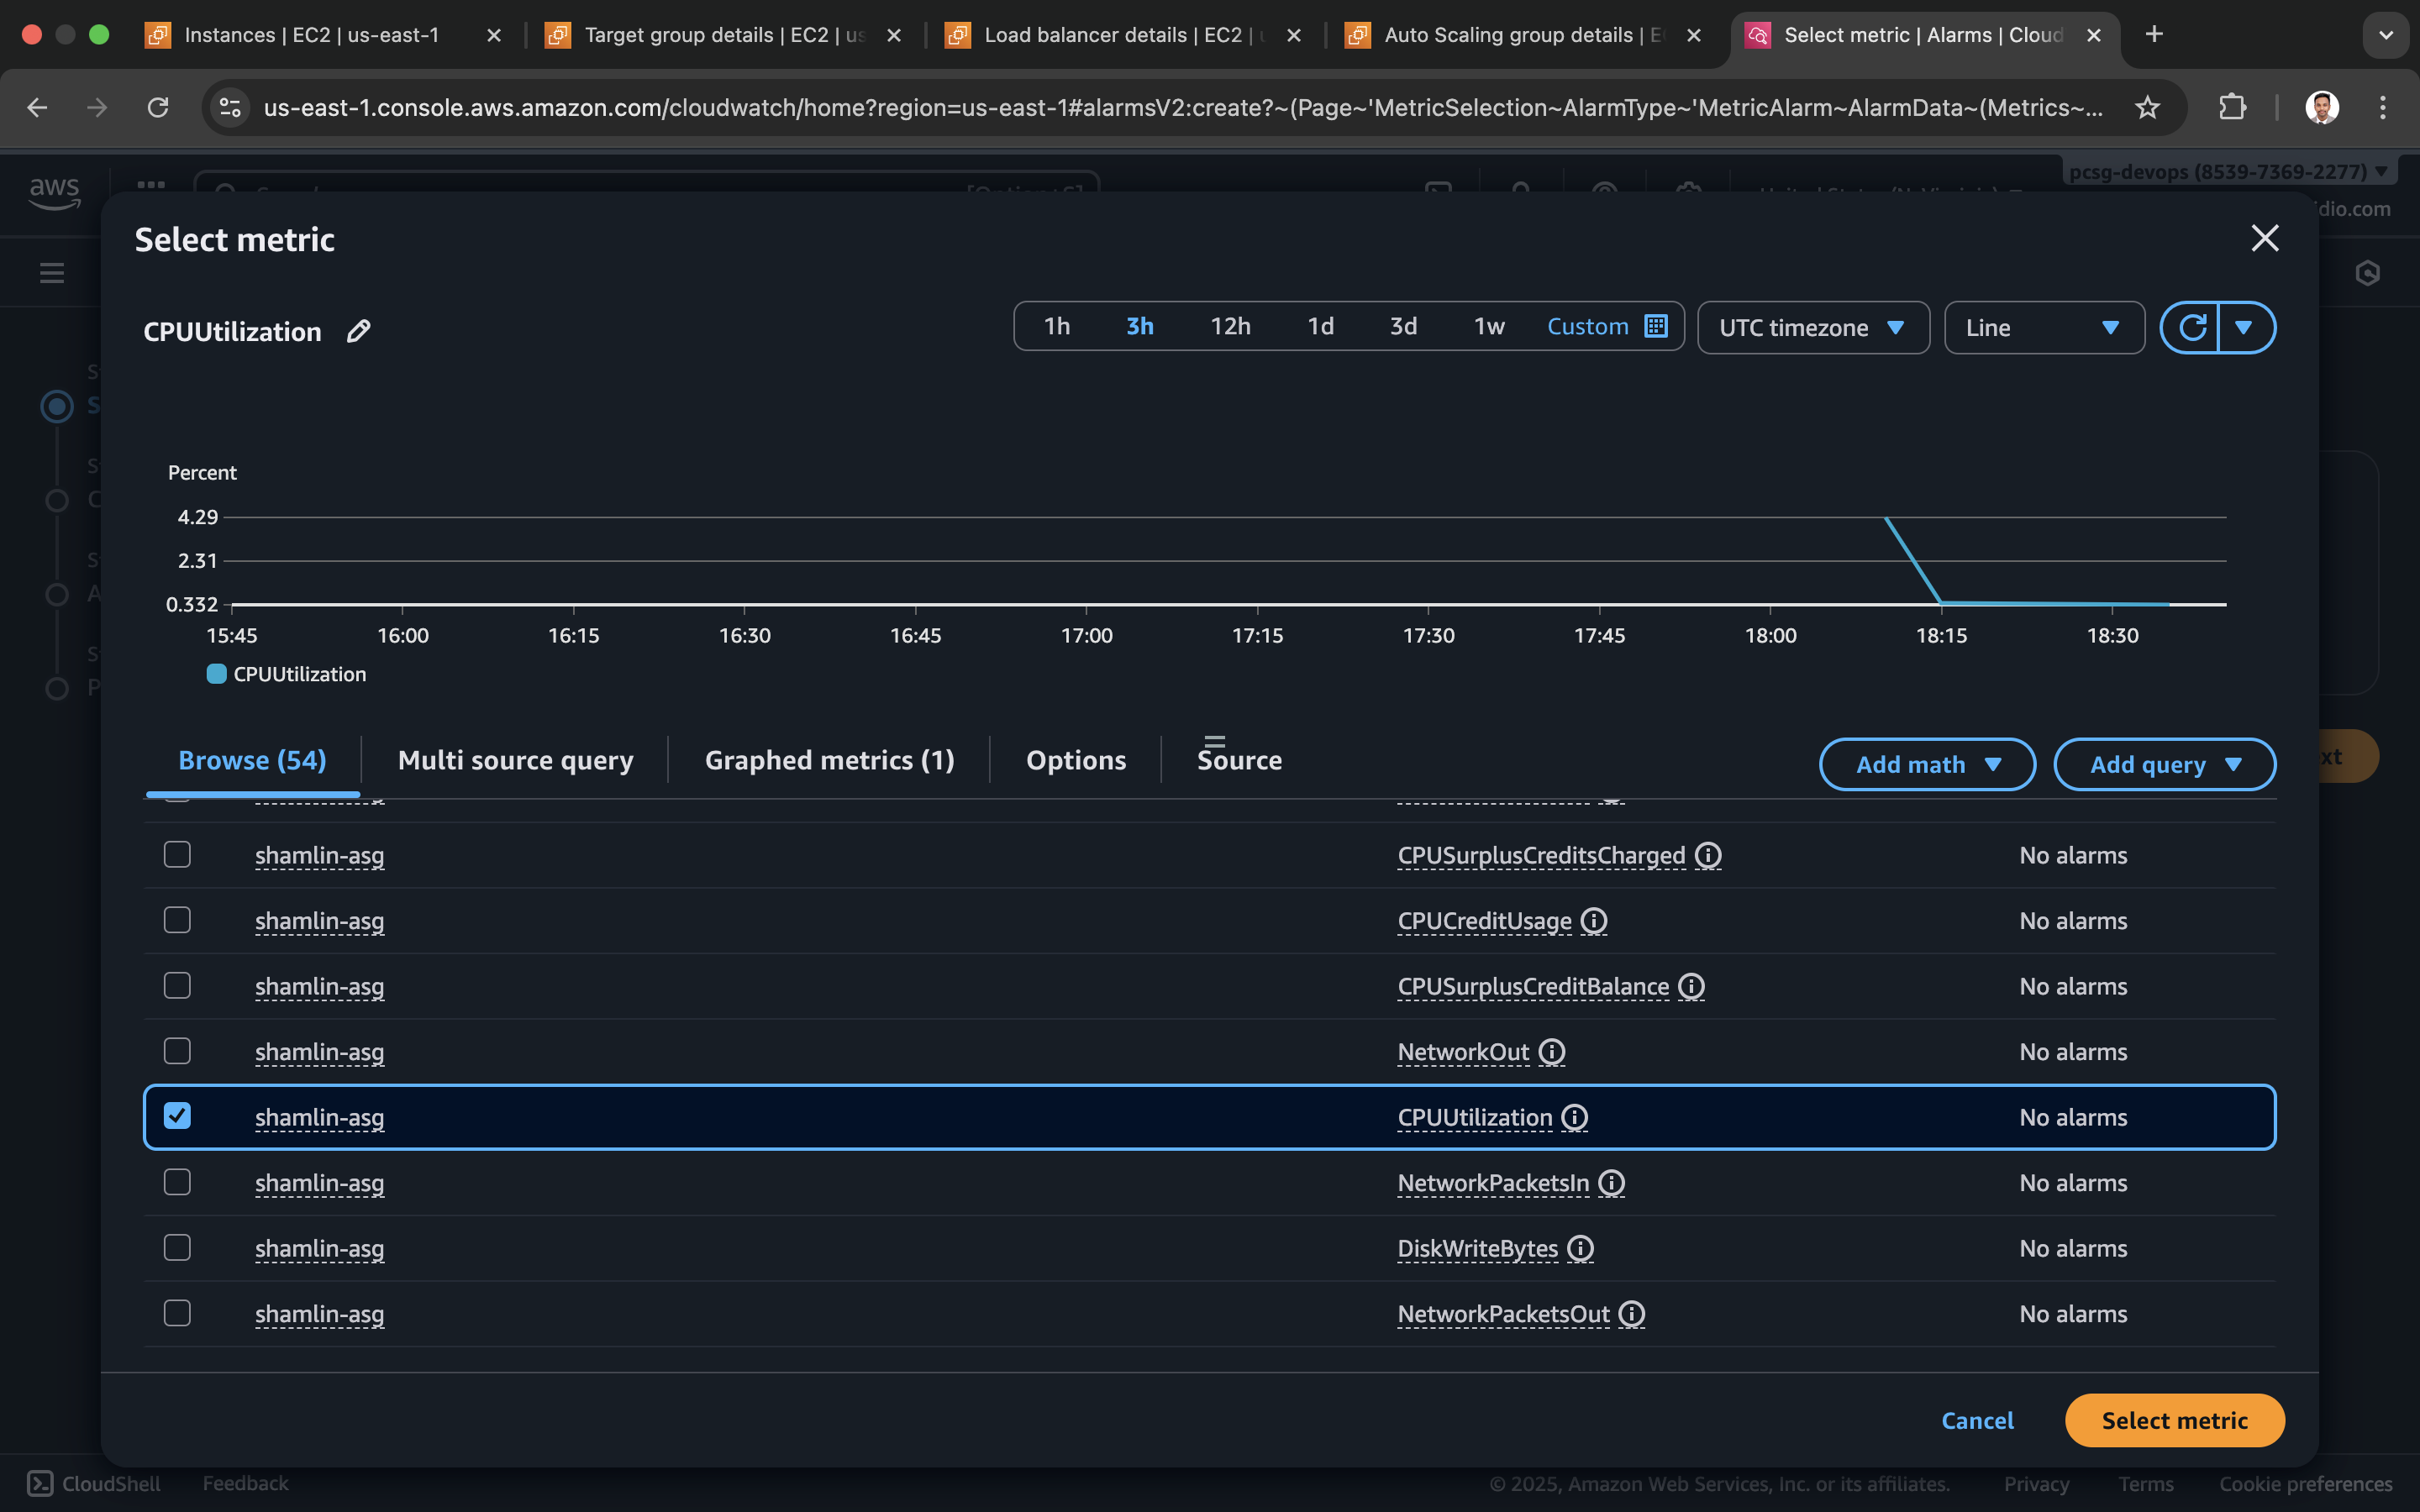 Instances | EC2 | us-east-1
Target group details | EC2 | us
Load balancer details | EC2 |
Auto Scaling group details | E
Select metric | Alarms | Cloud
us-east-1.console.aws.amazon.com/cloudwatch/home?region=us-east-1#alarmsV2:create?~(Page~'MetricSelection~AlarmType~'MetricAlarm~AlarmData~(Metrics~...
aws
pcsg-devops (8539-7369-2277)
dio.com
Select metric
CPUUtilization
1h 3h 12h 1d 3d 1w Custom
UTC timezone
Line
Percent
4.29
2.31
0.332
15:45 16:00 16:15 16:30 16:45 17:00 17:15 17:30 17:45 18:00 18:15 18:30
CPUUtilization
Browse (54) Multi source query Graphed metrics (1) Options Source
Add math
Add query
xt
shamlin-asg CPUSurplusCreditsCharged No alarms
shamlin-asg CPUCreditUsage No alarms
shamlin-asg CPUSurplusCreditBalance No alarms
shamlin-asg NetworkOut No alarms
shamlin-asg CPUUtilization No alarms
shamlin-asg NetworkPacketsIn No alarms
shamlin-asg DiskWriteBytes No alarms
shamlin-asg NetworkPacketsOut No alarms
Cancel
Select metric
CloudShell Feedback
© 2025, Amazon Web Services, Inc. or its affiliates. Privacy Terms Cookie preferences